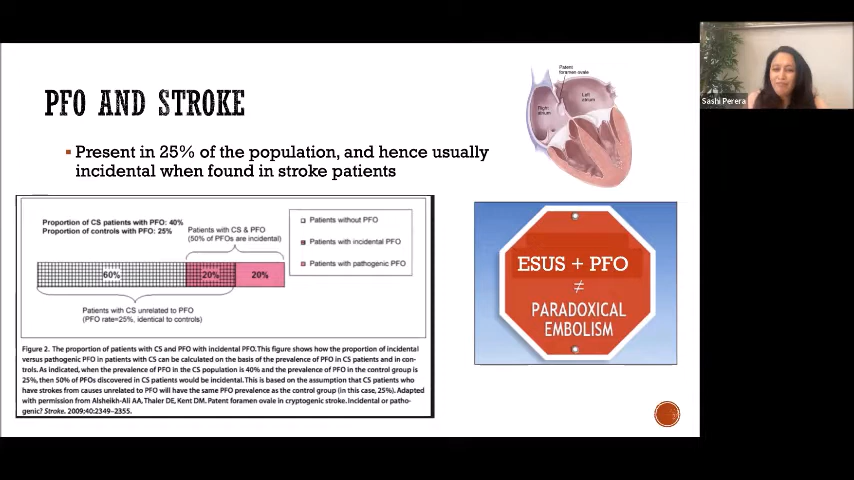 PFO AND STROKE
Present in 25% of the population, and hence usually
incidental when found in stroke patients
Patent
foramen ovale
Right
atrium
Left
atrium
Proportion of CS patients with PFO: 40%
Proportion of controls with PFO: 25%
Patients with CS & PFO
(50% of PFOs are incidental)
Patients without PFO
Patients with incidental PFO
Patients with pathogenic PFO
60%
20%
20%
Patients with CS unrelated to PFO
(PFO rate=25%, identical to controls)
Figure 2. The proportion of patients with CS and PFO with incidental PFO. This figure shows how the proportion of incidental
versus pathogenic PFO in patients with CS can be calculated on the basis of the prevalence of PFO in CS patients and in con-
trols. As indicated, when the prevalence of PFO in the CS population is 40% and the prevalence of PFO in the control group is
25%, then 50% of PFOs discovered in CS patients would be incidental. This is based on the assumption that CS patients who
have strokes from causes unrelated to PFO will have the same PFO prevalence as the control group (in this case, 25%). Adapted
with permission from Alsheikh-Ali AA, Thaler DE, Kent DM. Patent foramen ovale in cryptogenic stroke. Incidental or patho-
genic? Stroke. 2009;40:2349–2355.
ESUS + PFO
≠
PARADOXICAL
EMBOLISM
Sashi Perera